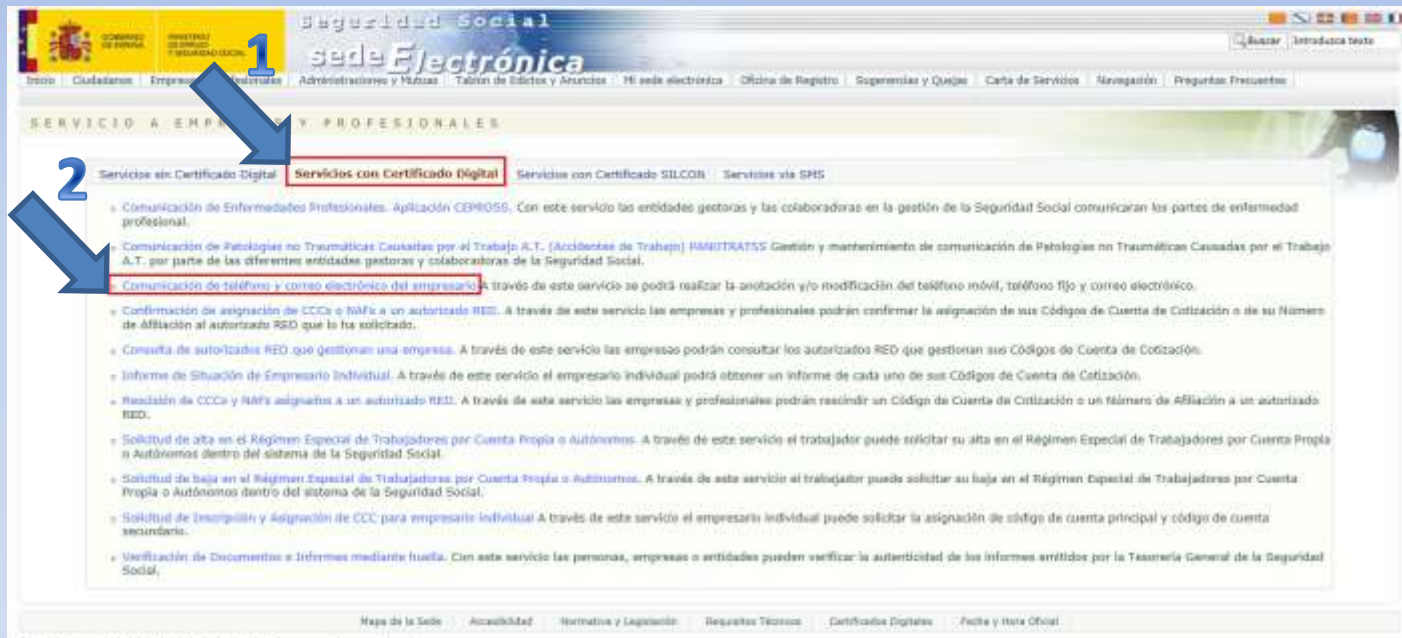 Seguridad Social
GOBIERNO DE ESPAÑA
MINISTERIO DE EMPLEO Y SEGURIDAD SOCIAL
sede Electrónica
Buscar Introduzca texto
1
Inicio Ciudadanos Administraciones y Mutuas Tablón de Edictos y Anuncios Mi sede electrónica Oficina de Registro Sugerencias y Quejas Carta de Servicios Navegación Preguntas Frecuentes
SERVICIO A Y PROFESIONALES
2
Servicios sin Certificado Digital Servicios con Certificado Digital Servicios con Certificado SILCON Servicios via SMS
Comunicación de Enfermedades Profesionales. Aplicación CEPROSS. Con este servicio las entidades gestoras y las colaboradoras en la gestión de la Seguridad Social comunicaran los partes de enfermedad
profesional.
Comunicación de Patologías no Traumáticas Causadas por el Trabajo A.T. (Accidentes de Trabajo) PANOTRATSS Gestión y mantenimiento de comunicación de Patologías no Traumáticas Causadas por el Trabajo
A.T. por parte de las diferentes entidades gestoras y colaboradoras de la Seguridad Social.
Comunicación de teléfono y correo electrónico del empresario A través de este servicio se podrá realizar la anotación y/o modificación del teléfono móvil, teléfono fijo y correo electrónico.
Confirmación de asignación de CCCs o NAFs a un autorizado RED. A través de este servicio las empresas y profesionales podrán confirmar la asignación de sus Códigos de Cuenta de Cotización o de su Número
de Afiliación al autorizado RED que lo ha solicitado.
Consulta de autorizados RED que gestionan una empresa. A través de este servicio las empresas podrán consultar los autorizados RED que gestionan sus Códigos de Cuenta de Cotización.
Informe de Situación de Empresario Individual. A través de este servicio el empresario individual podrá obtener un informe de cada uno de sus Códigos de Cuenta de Cotización.
Rescisión de CCCs y NAFs asignados a un autorizado RED. A través de este servicio las empresas y profesionales podrán rescindir un Código de Cuenta de Cotización o un Número de Afiliación a un autorizado
RED.
Solicitud de alta en el Régimen Especial de Trabajadores por Cuenta Propia o Autónomos. A través de este servicio el trabajador puede solicitar su alta en el Régimen Especial de Trabajadores por Cuenta Propia
o Autónomos dentro del sistema de la Seguridad Social.
Solicitud de baja en el Régimen Especial de Trabajadores por Cuenta Propia o Autónomos. A través de este servicio el trabajador puede solicitar su baja en el Régimen Especial de Trabajadores por Cuenta
Propia o Autónomos dentro del sistema de la Seguridad Social.
Solicitud de Inscripción y Asignación de CCC para empresario individual A través de este servicio el empresario individual puede solicitar la asignación de código de cuenta principal y código de cuenta
secundario.
Verificación de Documentos e Informes mediante huella. Con este servicio las personas, empresas o entidades pueden verificar la autenticidad de los informes emitidos por la Tesorería General de la Seguridad
Social.
Mapa de la Sede Accesibilidad Normativa y Legislación Requisitos Técnicos Certificados Digitales Fecha y Hora Oficial